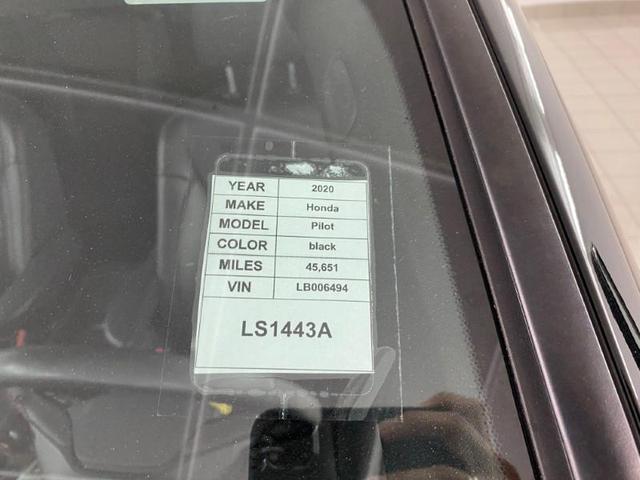 YEAR 2020
MAKE Honda
MODEL Pilot
COLOR black
MILES 45,651
VIN LB006494
LS1443A